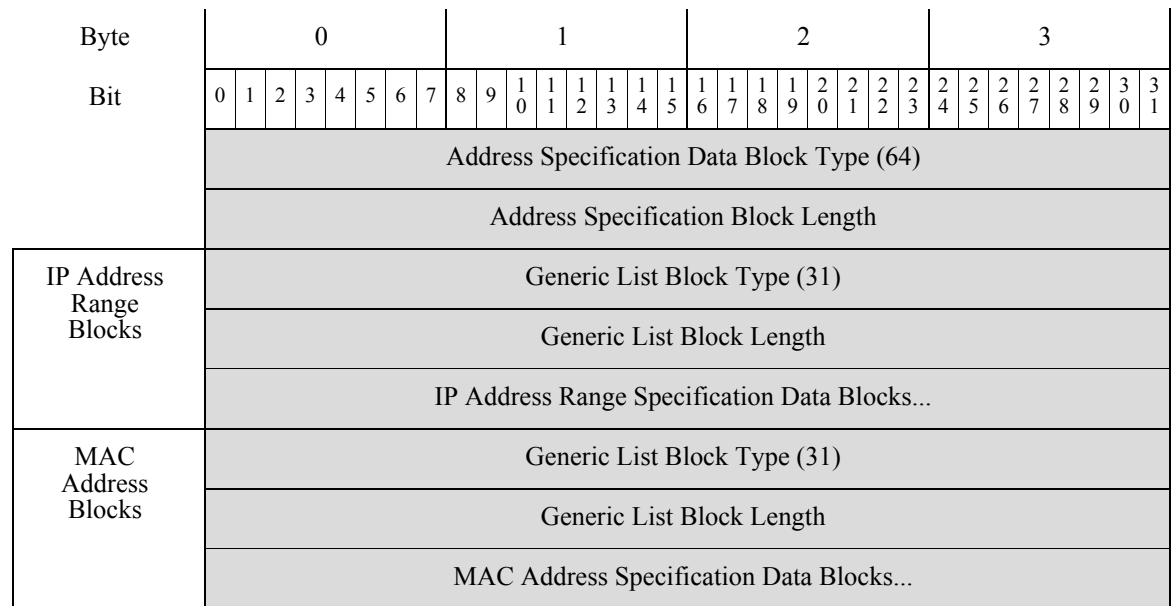 Byte 0 1 2 3
Bit 0 1 2 3 4 5 6 7 8 9 10 11 12 13 14 15 16 17 18 19 20 21 22 23 24 25 26 27 28 29 30 31
Address Specification Data Block Type (64)
Address Specification Block Length
IP Address
Range
Blocks
Generic List Block Type (31)
Generic List Block Length
IP Address Range Specification Data Blocks...
MAC
Address
Blocks
Generic List Block Type (31)
Generic List Block Length
MAC Address Specification Data Blocks...